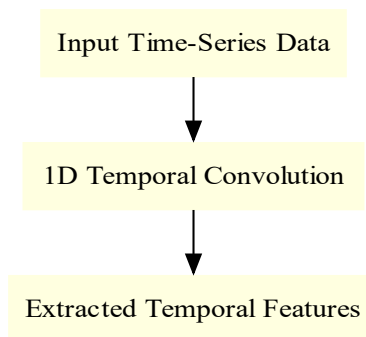 Input Time-Series Data
1D Temporal Convolution
Extracted Temporal Features